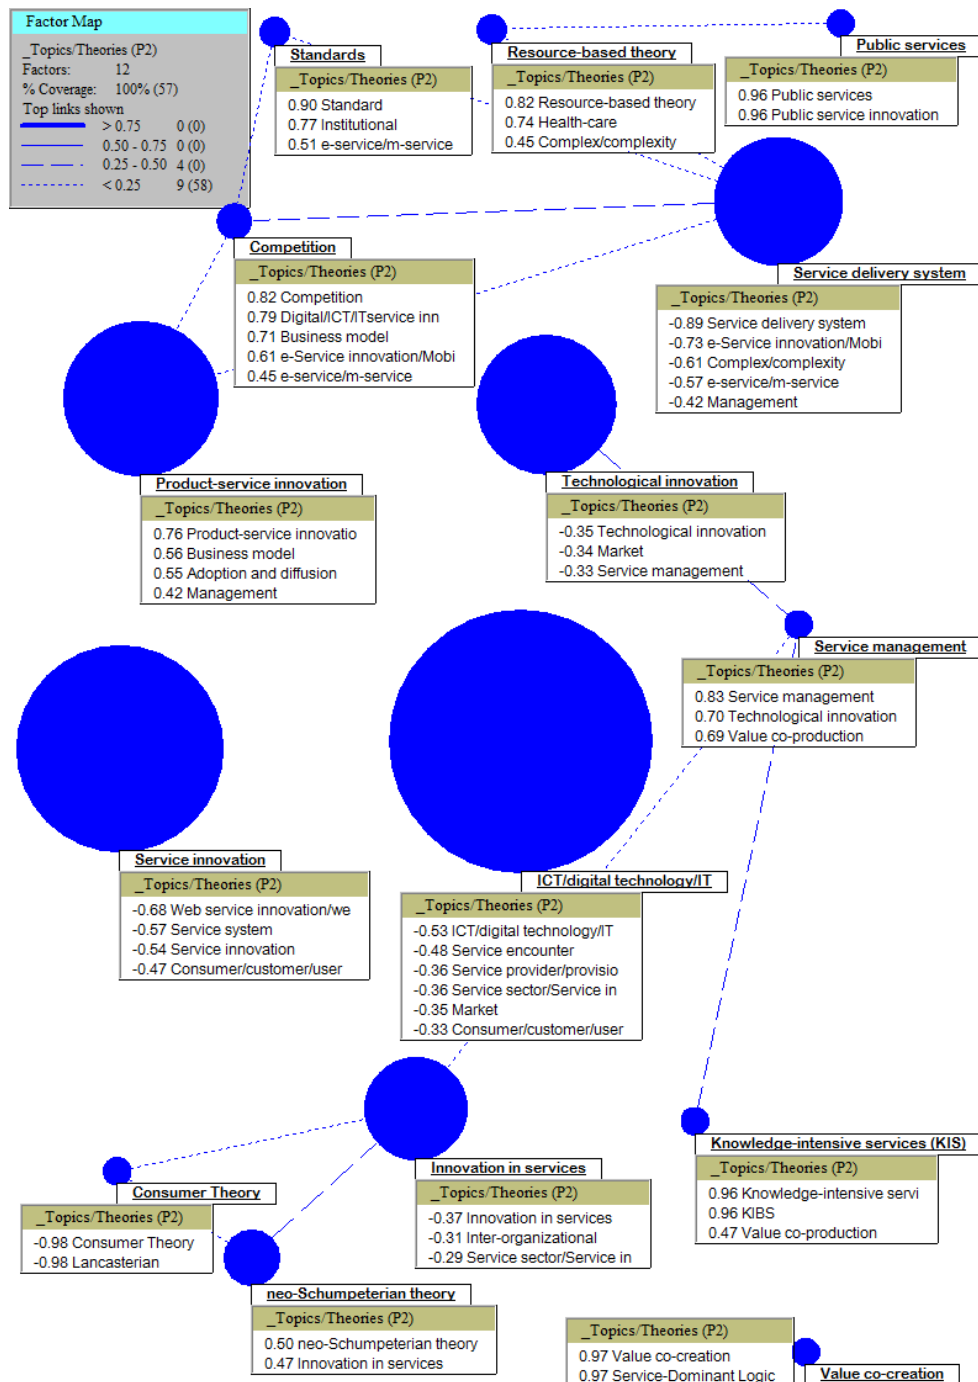 Factor Map
_Topics/Theories (P2)
Factors: 12
% Coverage: 100% (57)
Top links shown
> 0.75 0 (0)
0.50 - 0.75 0 (0)
0.25 - 0.50 4 (0)
< 0.25 9 (58)
Standards
_Topics/Theories (P2)
0.90 Standard
0.77 Institutional
0.51 e-service/m-service
Resource-based theory
_Topics/Theories (P2)
0.82 Resource-based theory
0.74 Health-care
0.45 Complex/complexity
Public services
_Topics/Theories (P2)
0.96 Public services
0.96 Public service innovation
Competition
_Topics/Theories (P2)
0.82 Competition
0.79 Digital/ICT/ITservice inn
0.71 Business model
0.61 e-Service innovation/Mobi
0.45 e-service/m-service
Service delivery system
_Topics/Theories (P2)
-0.89 Service delivery system
-0.73 e-Service innovation/Mobi
-0.61 Complex/complexity
-0.57 e-service/m-service
-0.42 Management
Product-service innovation
_Topics/Theories (P2)
0.76 Product-service innovatio
0.56 Business model
0.55 Adoption and diffusion
0.42 Management
Technological innovation
_Topics/Theories (P2)
-0.35 Technological innovation
-0.34 Market
-0.33 Service management
Service management
_Topics/Theories (P2)
0.83 Service management
0.70 Technological innovation
0.69 Value co-production
Service innovation
_Topics/Theories (P2)
-0.68 Web service innovation/we
-0.57 Service system
-0.54 Service innovation
-0.47 Consumer/customer/user
ICT/digital technology/IT
_Topics/Theories (P2)
-0.53 ICT/digital technology/IT
-0.48 Service encounter
-0.36 Service provider/provisio
-0.36 Service sector/Service in
-0.35 Market
-0.33 Consumer/customer/user
Knowledge-intensive services (KIS)
_Topics/Theories (P2)
0.96 Knowledge-intensive servi
0.96 KIBS
0.47 Value co-production
Innovation in services
_Topics/Theories (P2)
-0.37 Innovation in services
-0.31 Inter-organizational
-0.29 Service sector/Service in
Consumer Theory
_Topics/Theories (P2)
-0.98 Consumer Theory
-0.98 Lancasterian
neo-Schumpeterian theory
_Topics/Theories (P2)
0.50 neo-Schumpeterian theory
0.47 Innovation in services
_Topics/Theories (P2)
0.97 Value co-creation
0.97 Service-Dominant Logic
Value co-creation